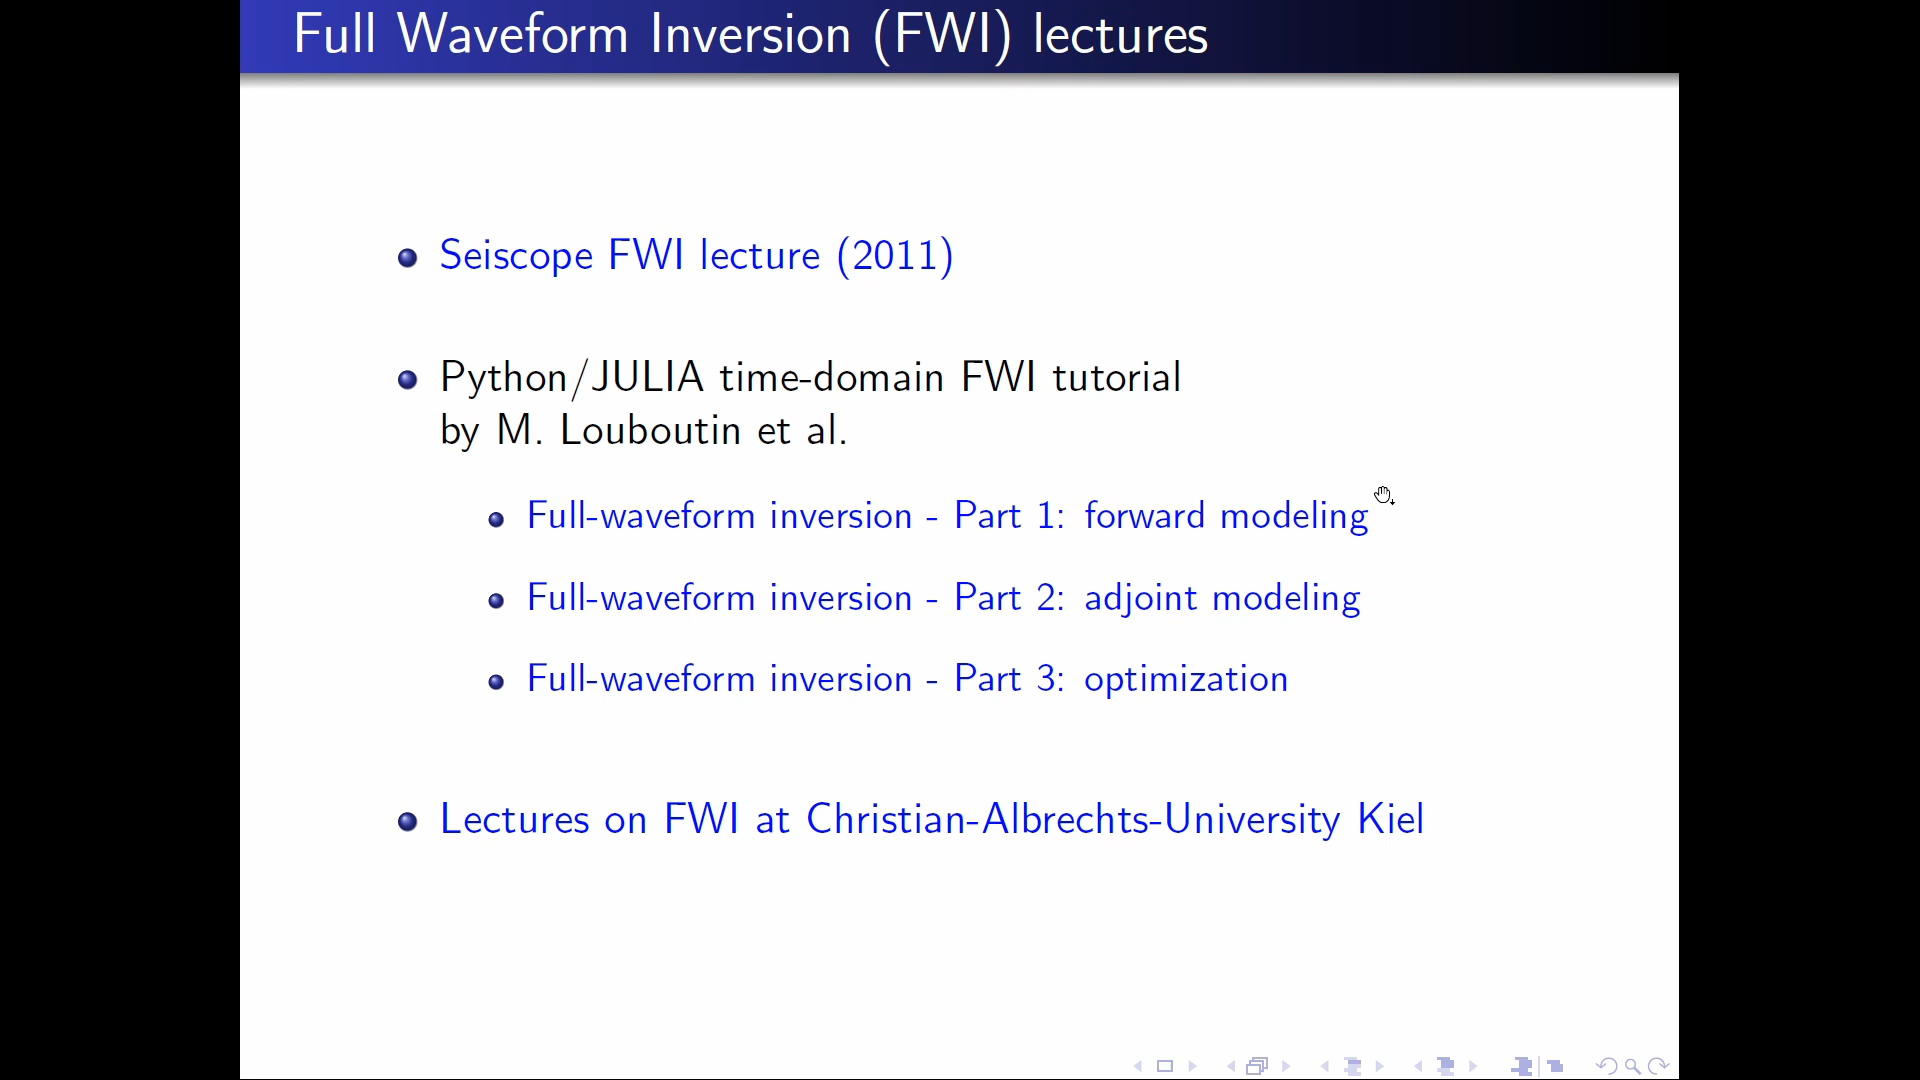 Full Waveform Inversion (FWI) lectures
Seiscope FWI lecture (2011)
Python/JULIA time-domain FWI tutorial
by M. Louboutin et al.
Full-waveform inversion - Part 1: forward modeling
Full-waveform inversion - Part 2: adjoint modeling
Full-waveform inversion - Part 3: optimization
Lectures on FWI at Christian-Albrechts-University Kiel